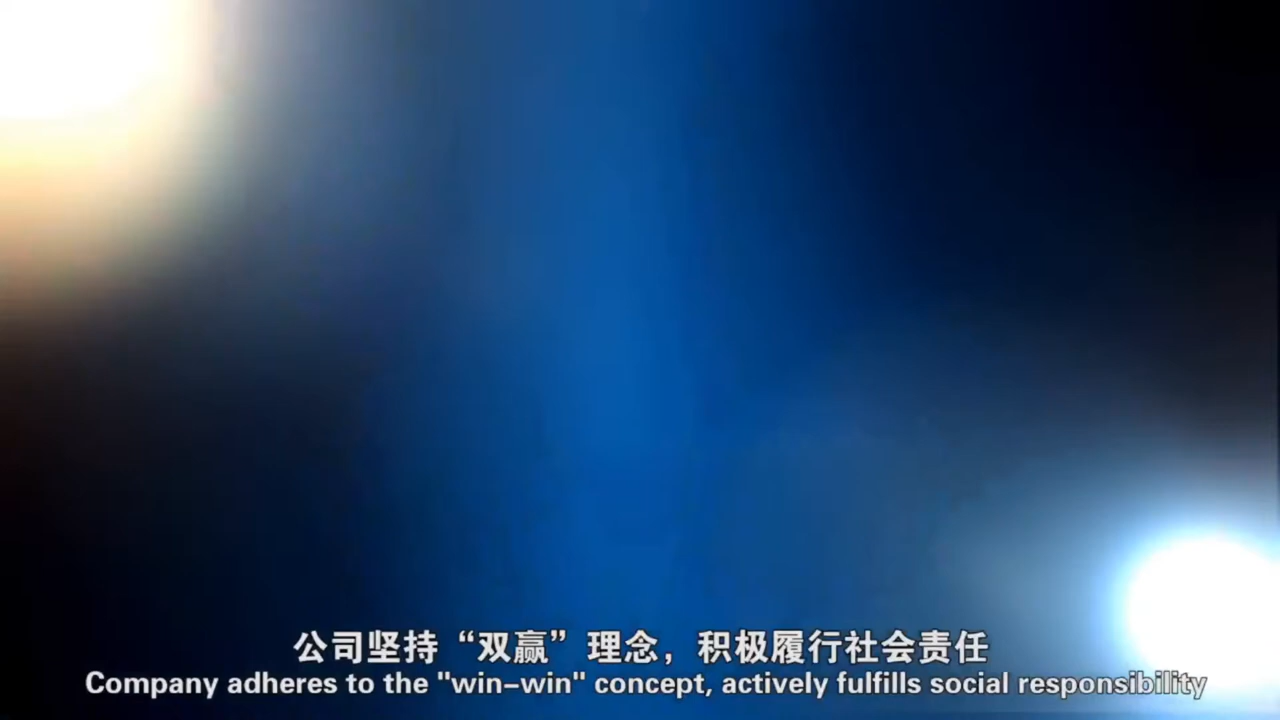 公司坚持“双赢”理念，积极履行社会责任
Company adheres to the "win-win" concept, actively fulfills social responsibility